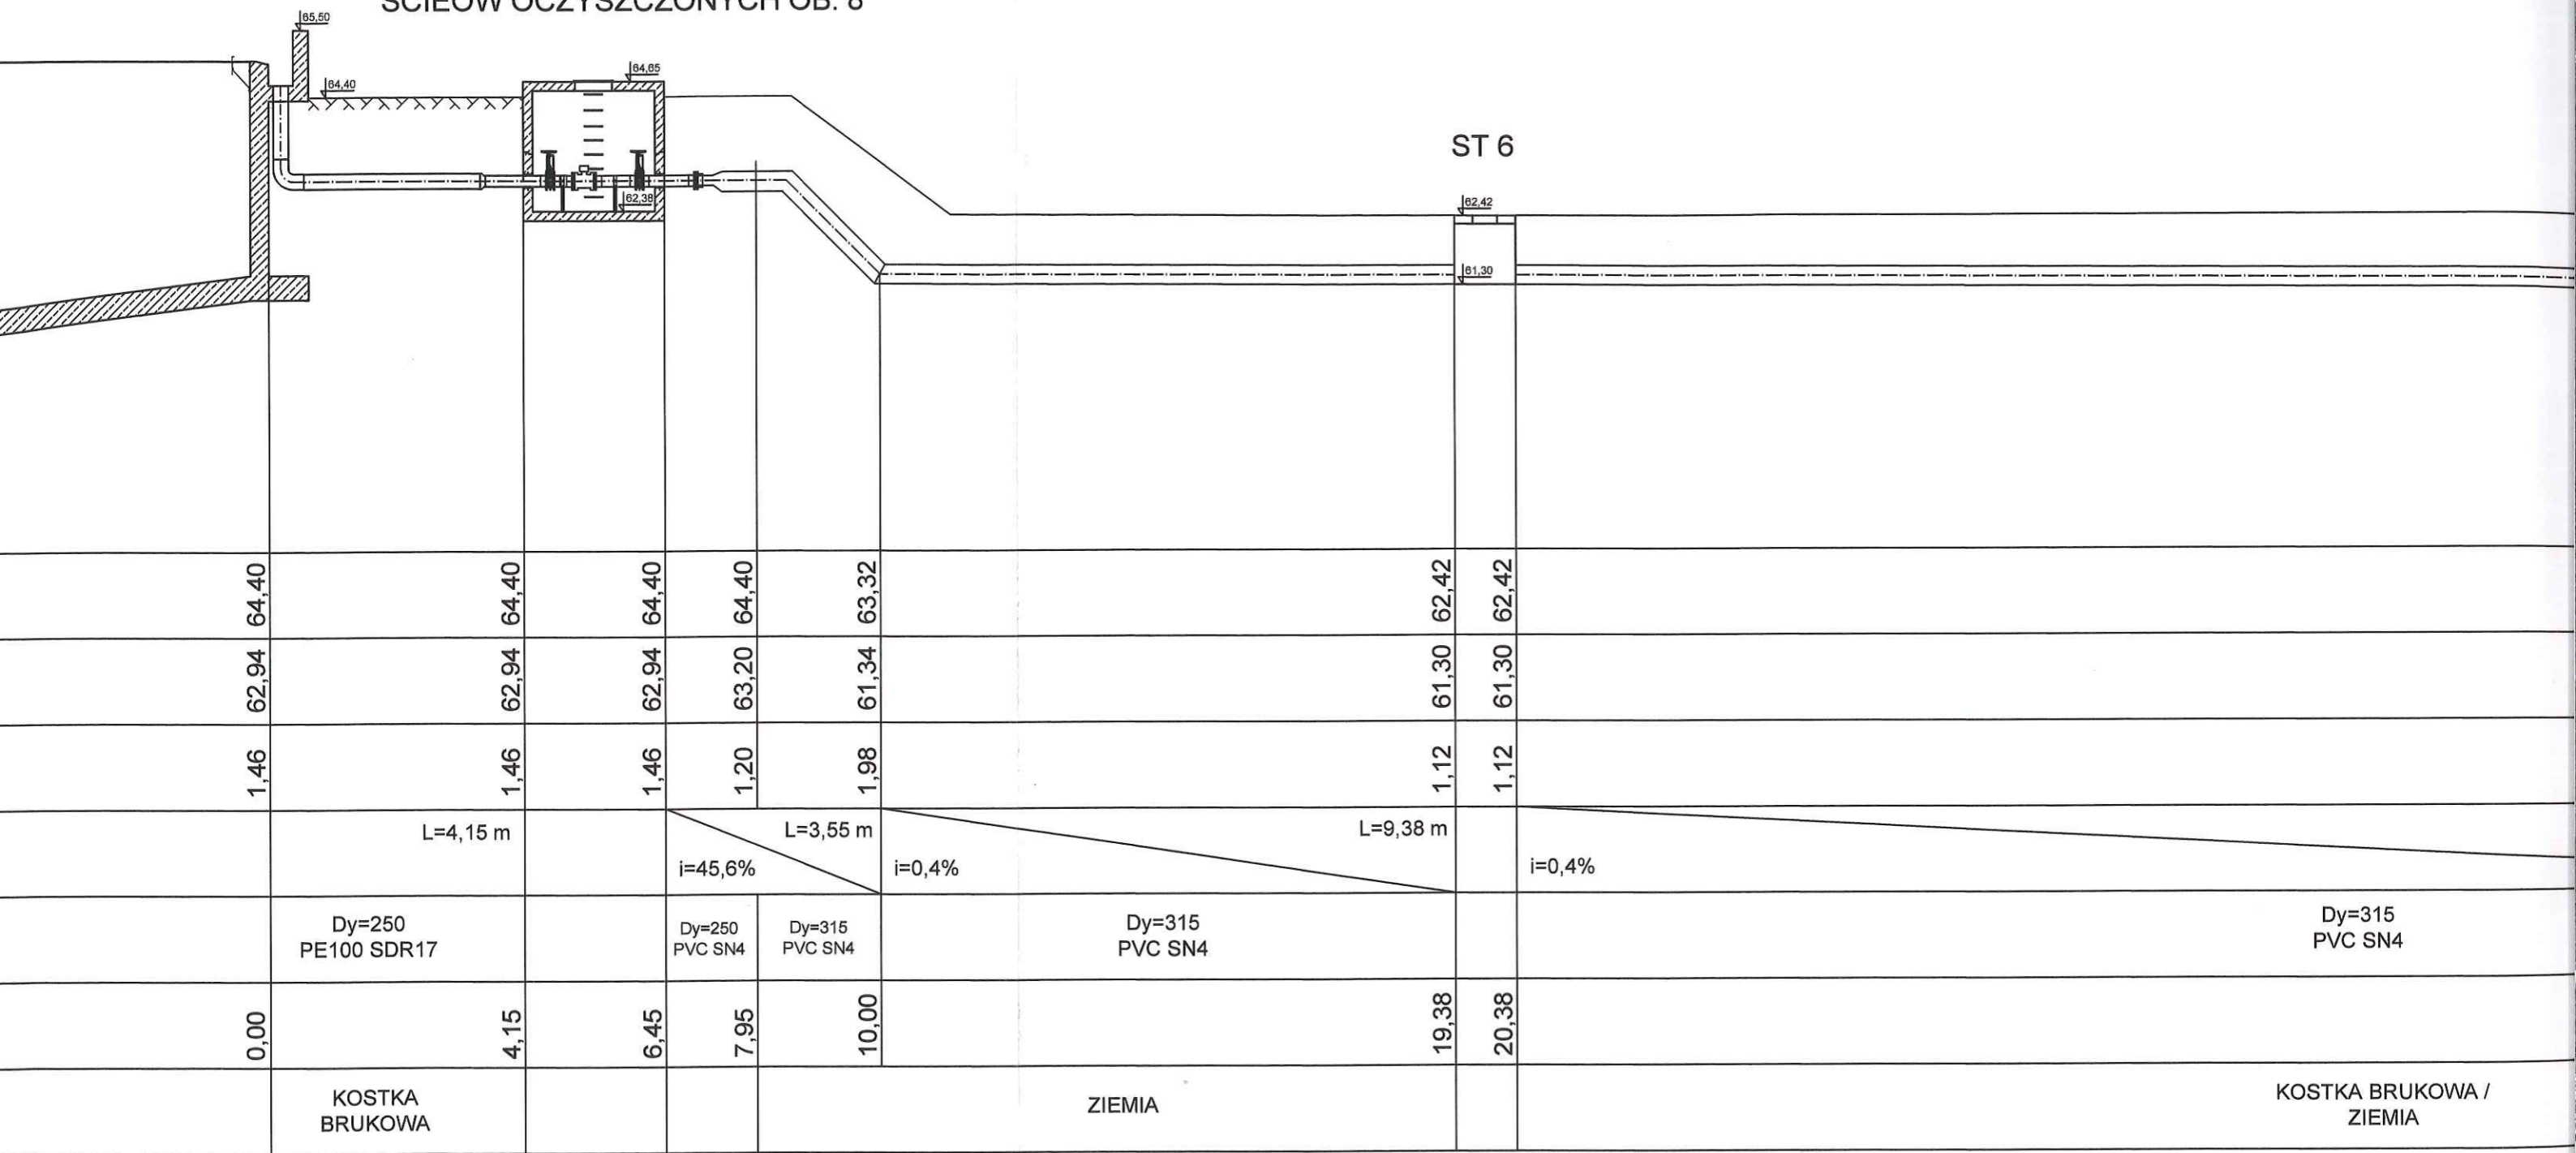 ŚCIEÓW OCZYSZCZONYCH OB. 8
65,50
64,40
64,65
62,38
ST 6
62,42
61,30
64,40 64,40 64,40 64,40 63,32 62,42 62,42
62,94 62,94 62,94 63,20 61,34 61,30 61,30
1,46 1,46 1,46 1,20 1,98 1,12 1,12
L=4,15 m L=3,55 m L=9,38 m
i=45,6% i=0,4% i=0,4%
Dy=250
PE100 SDR17
Dy=250
PVC SN4
Dy=315
PVC SN4
Dy=315
PVC SN4
Dy=315
PVC SN4
0,00 4,15 6,45 7,95 10,00 19,38 20,38
KOSTKA
BRUKOWA
ZIEMIA
KOSTKA BRUKOWA /
ZIEMIA